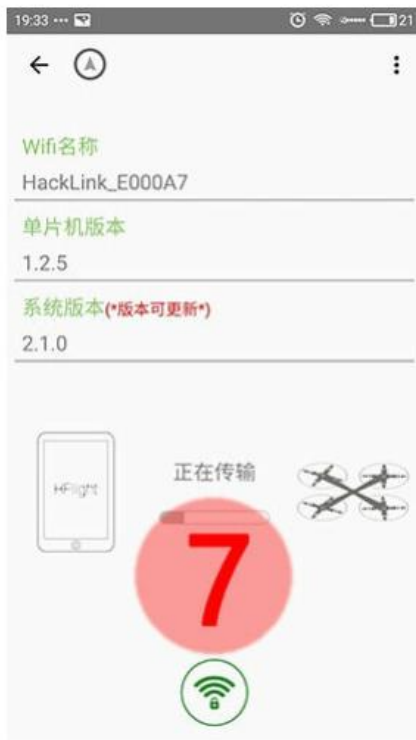 19:33 ··· 21
Wifi名称
HackLink_E000A7
单片机版本
1.2.5
系统版本(*版本可更新*)
2.1.0
正在传输
HFlight
7